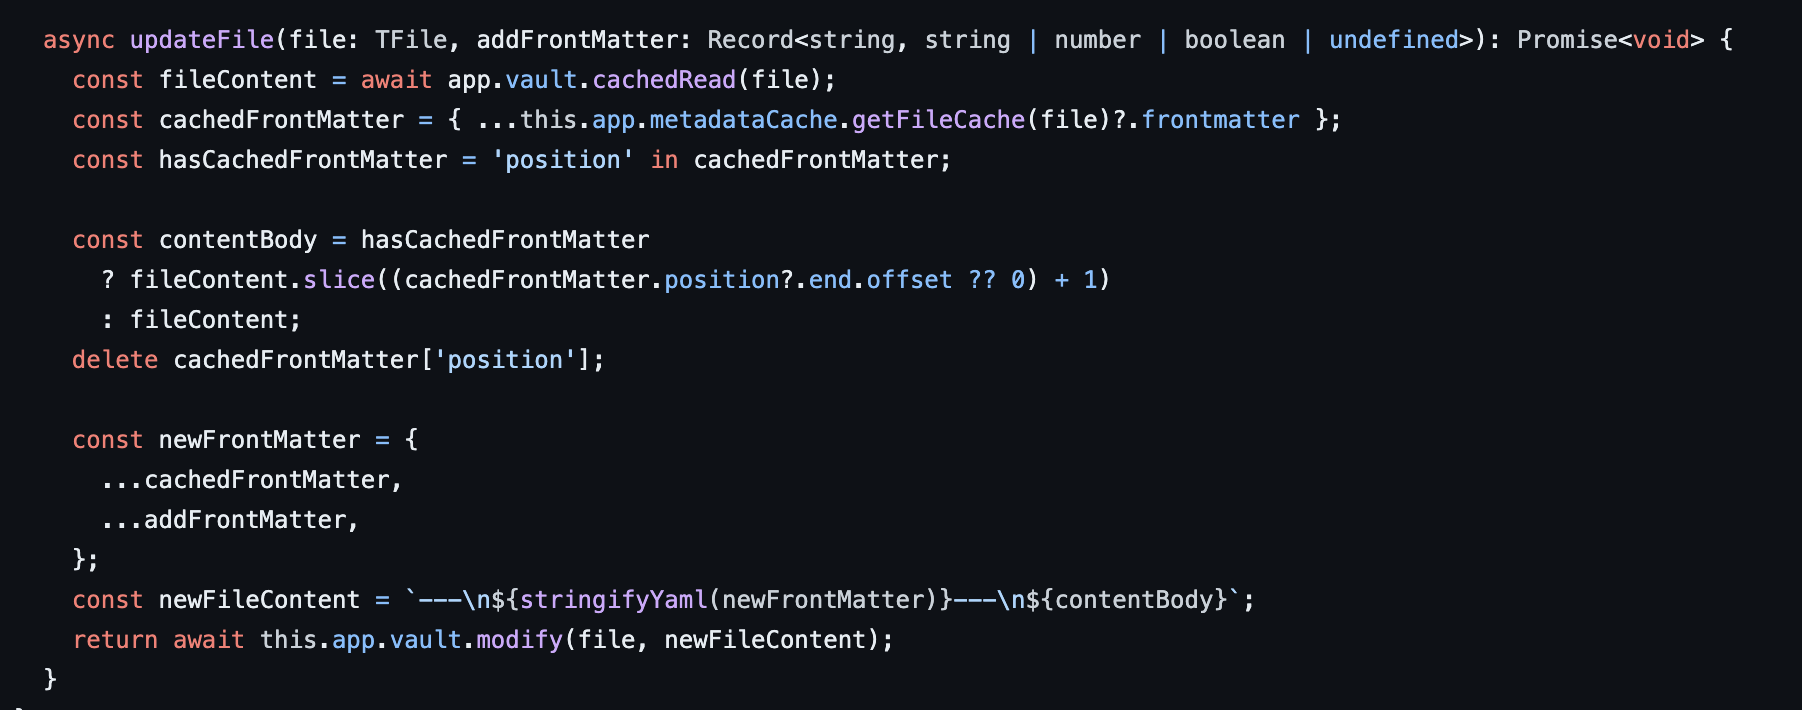 async updateFile(file: TFile, addFrontMatter: Record<string, string | number | boolean | undefined>): Promise<void> {
const fileContent = await app.vault.cachedRead(file);
const cachedFrontMatter = { ...this.app.metadataCache.getFileCache(file)?.frontmatter };
const hasCachedFrontMatter = 'position' in cachedFrontMatter;
const contentBody = hasCachedFrontMatter
? fileContent.slice((cachedFrontMatter.position?.end.offset ?? 0) + 1)
: fileContent;
delete cachedFrontMatter['position'];
const newFrontMatter = {
...cachedFrontMatter,
...addFrontMatter,
};
const newFileContent = `---\n${stringifyYaml(newFrontMatter)}---\n${contentBody}`;
return await this.app.vault.modify(file, newFileContent);
}